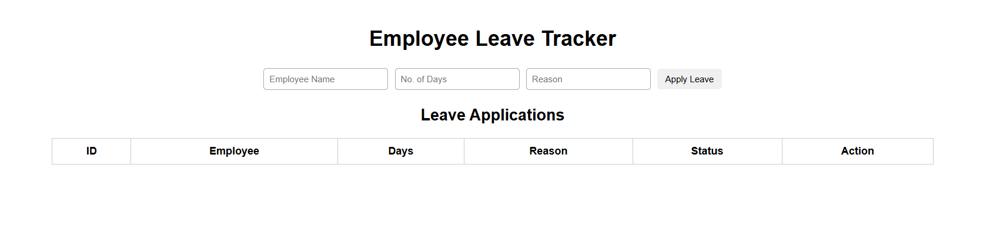 Employee Leave Tracker
Employee Name No. of Days Reason Apply Leave
Leave Applications
ID Employee Days Reason Status Action